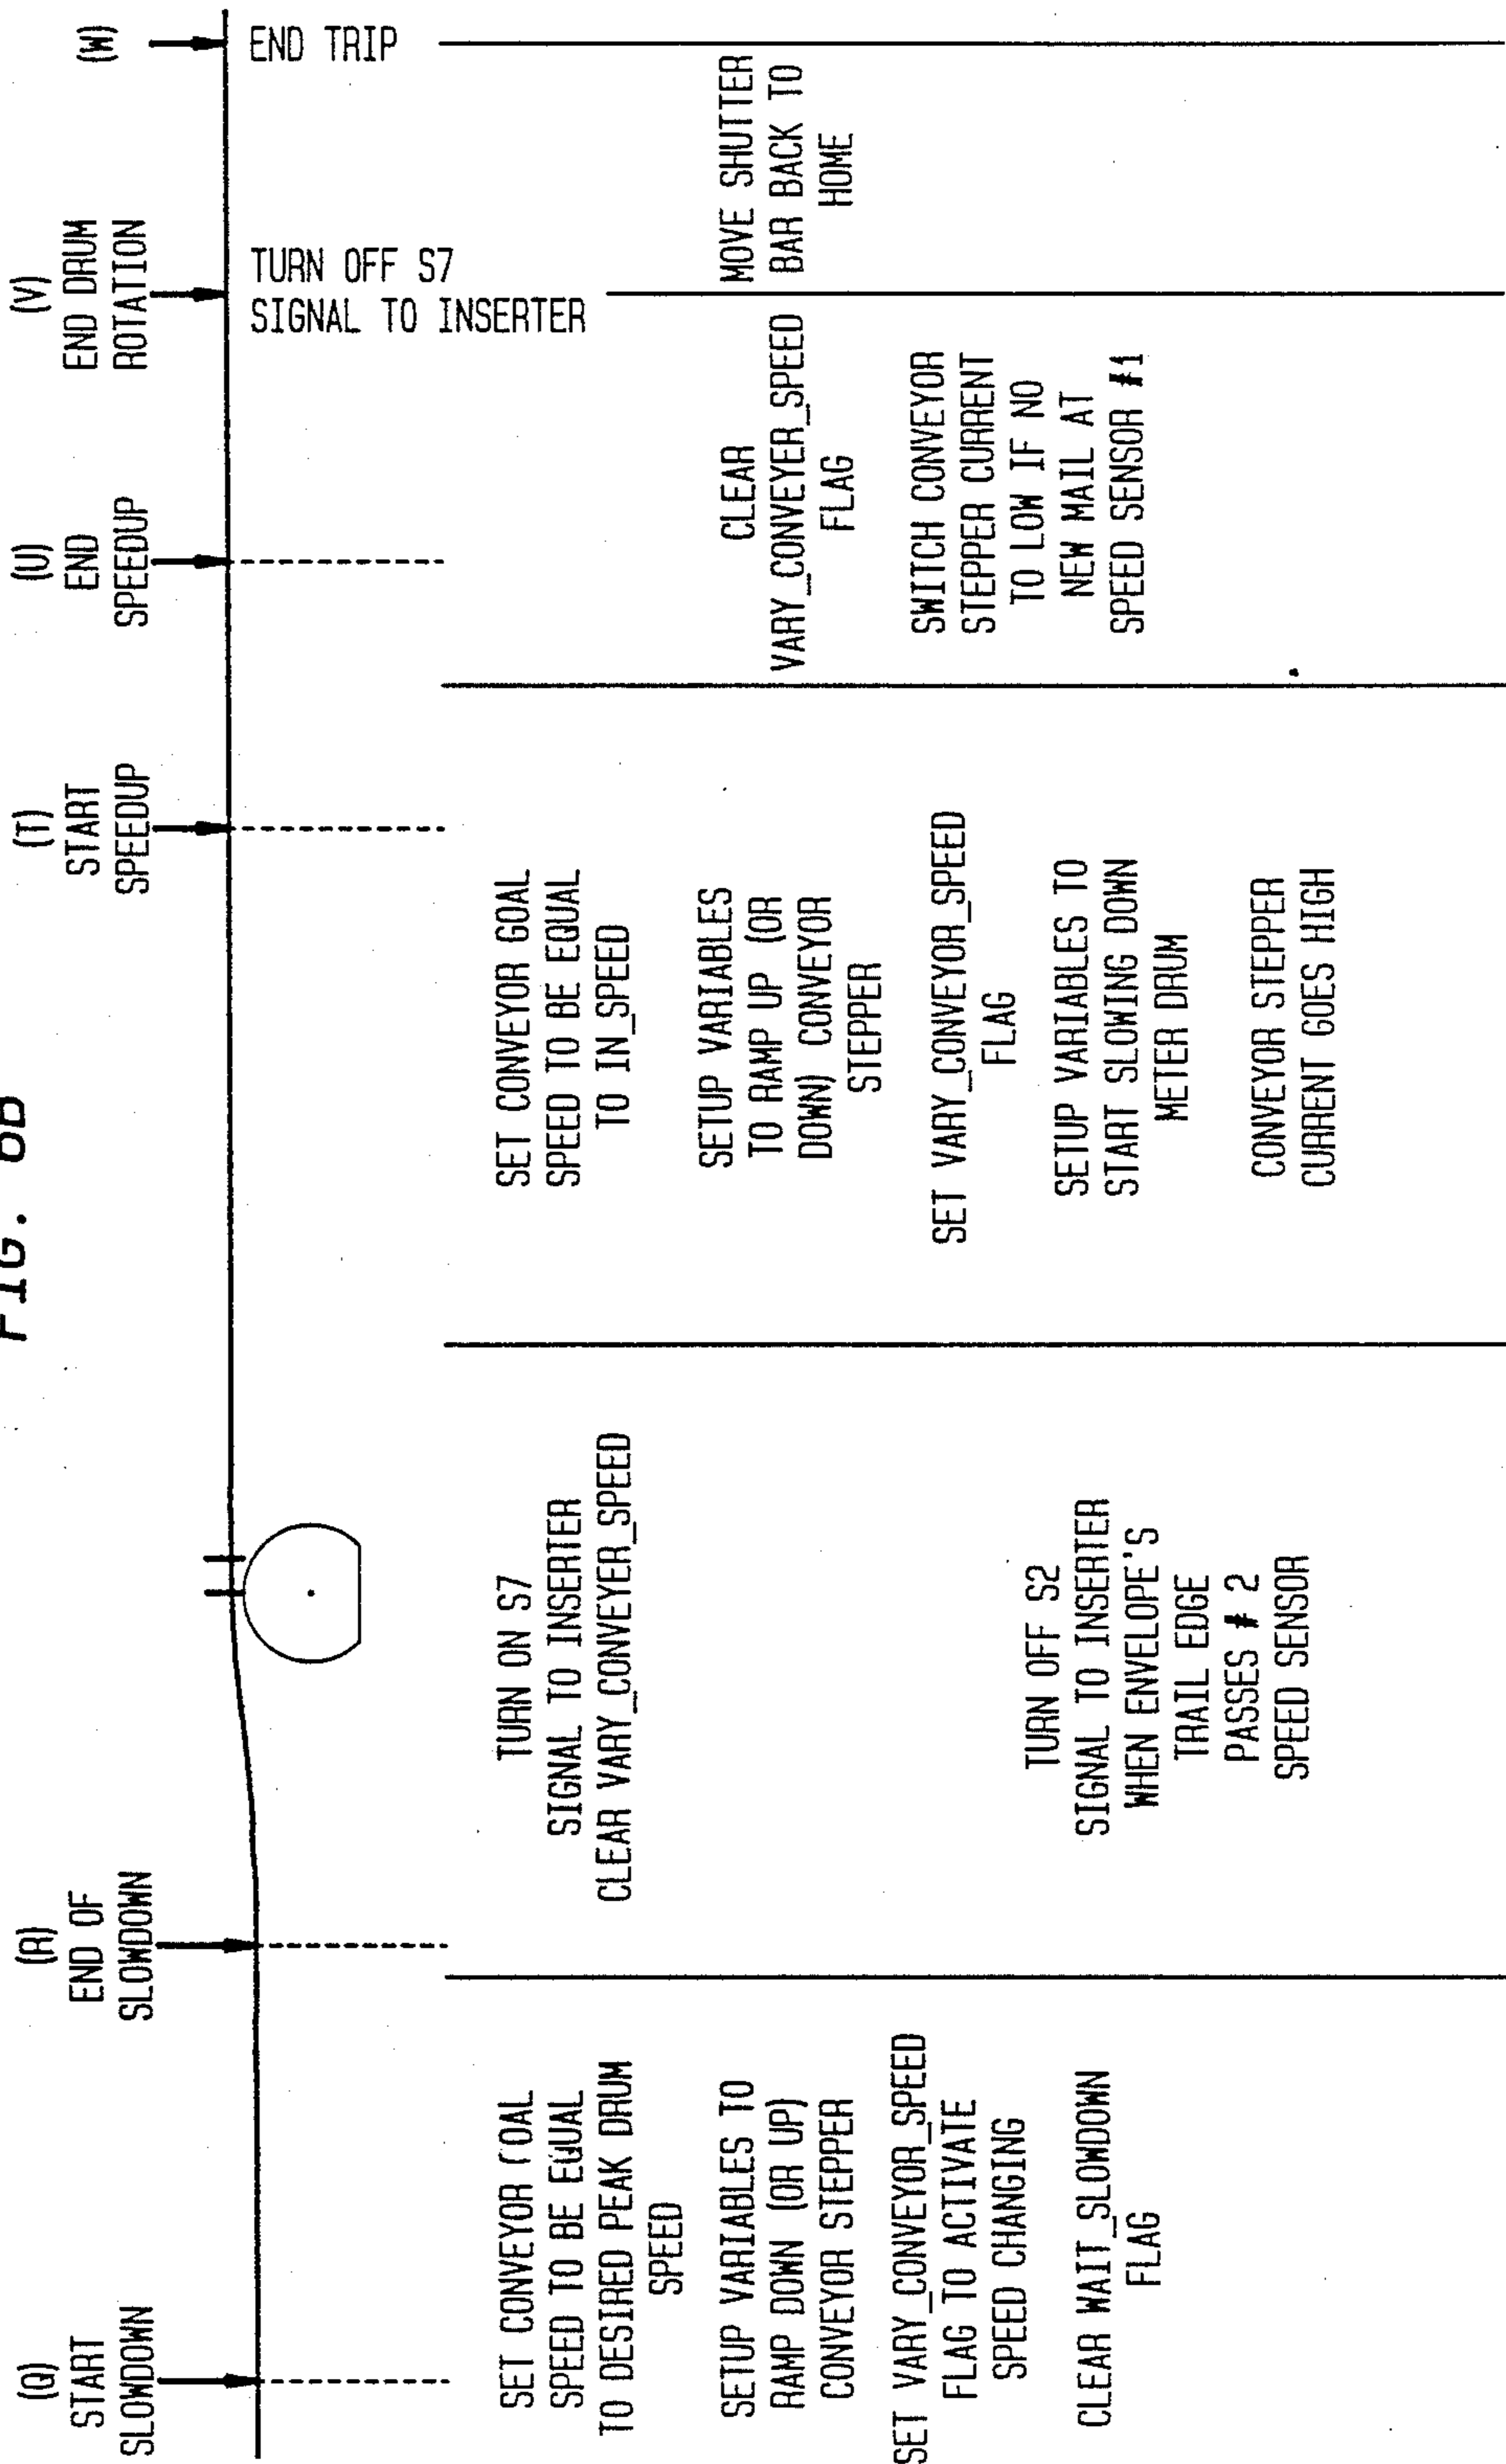 FIG. 8B
(Q)
START
SLOWDOWN
(R)
END OF
SLOWDOWN
(T)
START
SPEEDUP
(U)
END
SPEEDUP
(V)
END DRUM
ROTATION
(W)
TURN OFF S7
SIGNAL TO INSERTER
END TRIP
SET CONVEYOR GOAL
SPEED TO BE EQUAL
TO DESIRED PEAK DRUM
SPEED
SETUP VARIABLES TO
RAMP DOWN (OR UP)
CONVEYOR STEPPER
SET VARY_CONVEYOR_SPEED
FLAG TO ACTIVATE
SPEED CHANGING
CLEAR WAIT_SLOWDOWN
FLAG
TURN ON S7
SIGNAL TO INSERTER
CLEAR VARY_CONVEYER_SPEED
TURN OFF S2
SIGNAL TO INSERTER
WHEN ENVELOPE'S
TRAIL EDGE
PASSES # 2
SPEED SENSOR
SET CONVEYOR GOAL
SPEED TO BE EQUAL
TO IN_SPEED
SETUP VARIABLES
TO RAMP UP (OR
DOWN) CONVEYOR
STEPPER
SET VARY_CONVEYOR_SPEED
FLAG
SETUP VARIABLES TO
START SLOWING DOWN
METER DRUM
CONVEYOR STEPPER
CURRENT GOES HIGH
CLEAR
VARY_CONVEYER_SPEED
FLAG
SWITCH CONVEYOR
STEPPER CURRENT
TO LOW IF NO
NEW MAIL AT
SPEED SENSOR #1
MOVE SHUTTER
BAR BACK TO
HOME